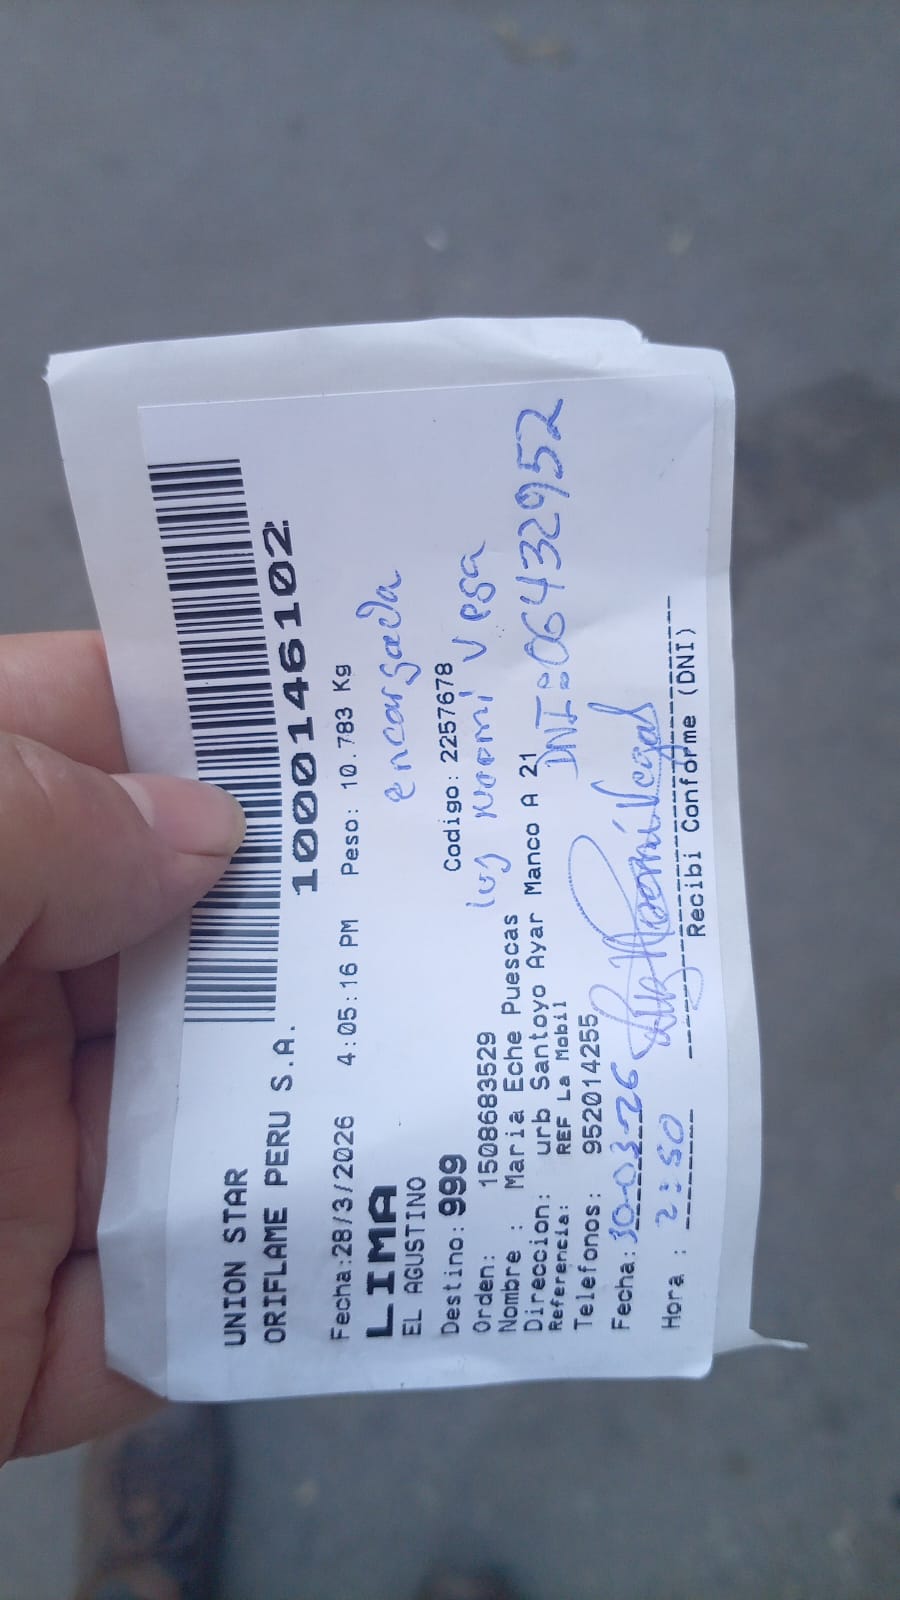 UNION STAR
ORIFLAME PERU S.A.
1000146102
Fecha:28/3/2026 4:05:16 PM Peso: 10.783 Kg
LIMA
EL AGUSTINO
encargada
Destino: 999 Codigo: 2257678
Orden: 1508683529
luz noemi vega
Nombre : Maria Eche Puescas
Direccion: urb Santoyo Ayar Manco A 21
Referencia: REF La Mobil
DNI:06432952
Telefonos: 952014255
Fecha: 30-03-26
Hora : 2:50
Recibi Conforme (DNI)